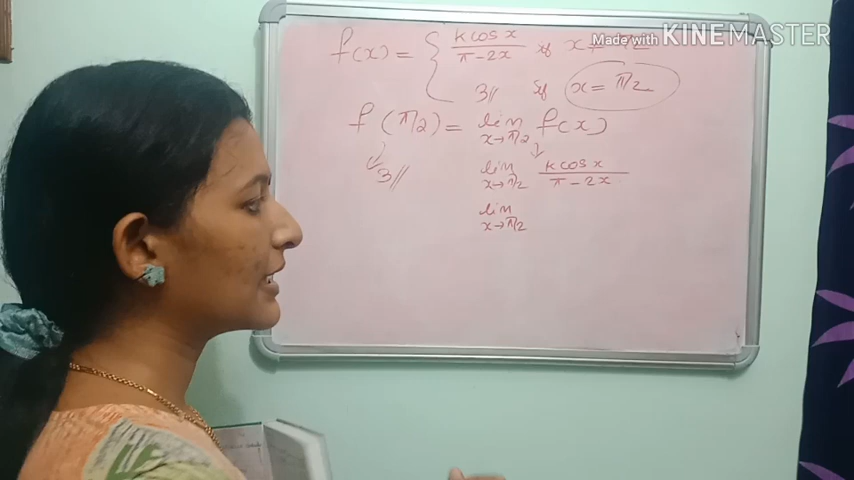 Made with KINEMASTER
f(x) = { k cos x / π - 2x if x ≠ π/2
3// if x = π/2
f(π/2) = lim x→π/2 f(x)
3// lim x→π/2 k cos x / π - 2x
lim x→π/2